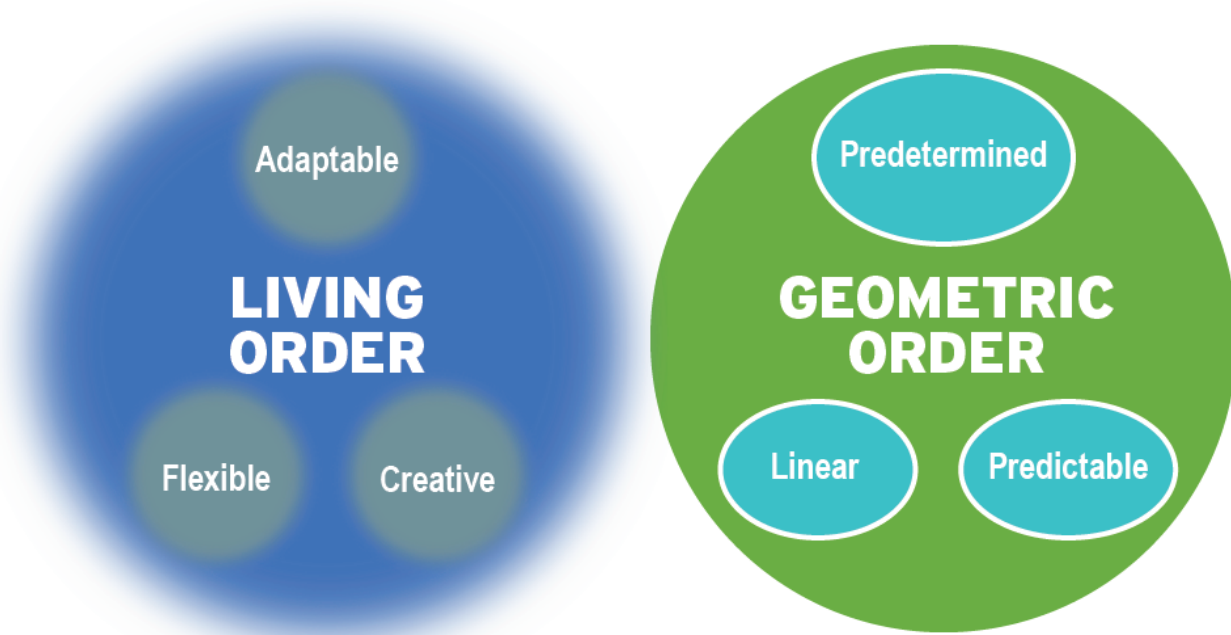 Adaptable
LIVING
ORDER
Flexible
Creative
Predetermined
GEOMETRIC
ORDER
Linear
Predictable